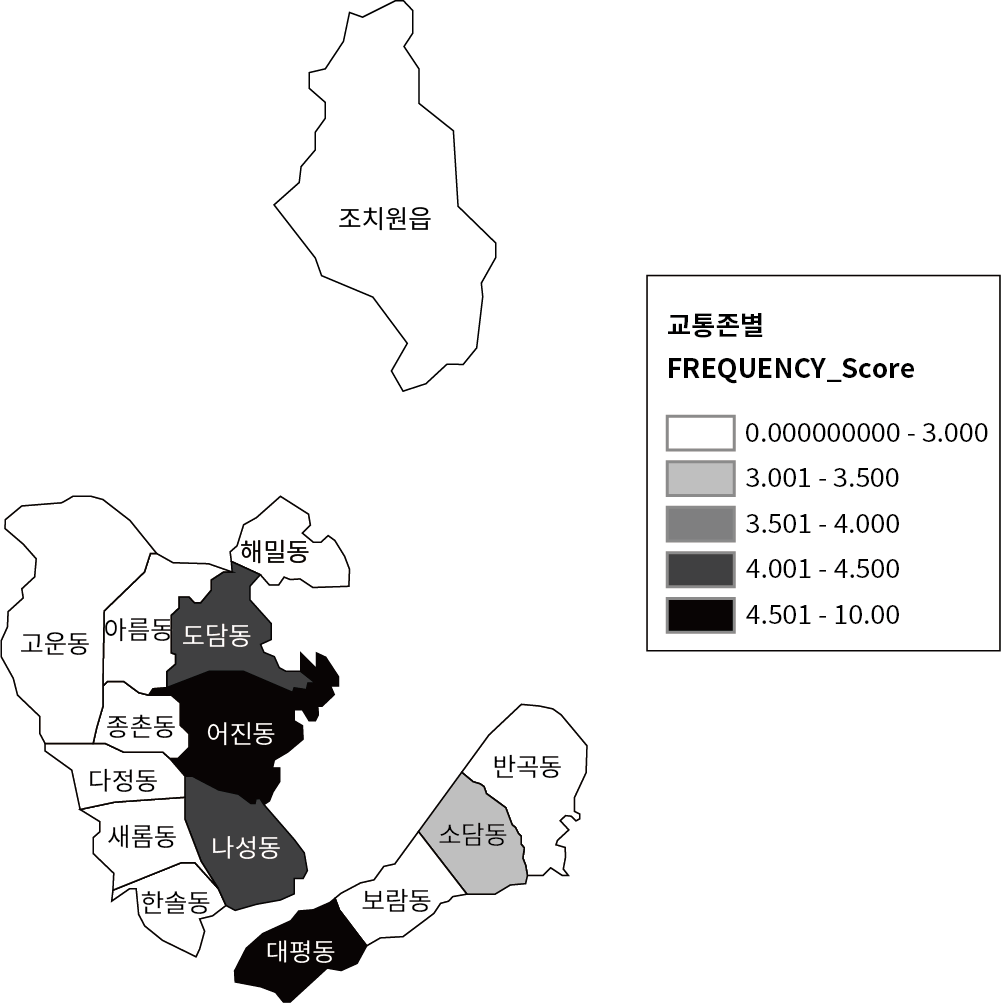 조치원읍
교통존별
FREQUENCY_Score
0.000000000 - 3.000
3.001 - 3.500
3.501 - 4.000
4.001 - 4.500
4.501 - 10.00
해밀동
고운동
아름동
도담동
종촌동
어진동
다정동
반곡동
새롬동
나성동
소담동
한솔동
보람동
대평동